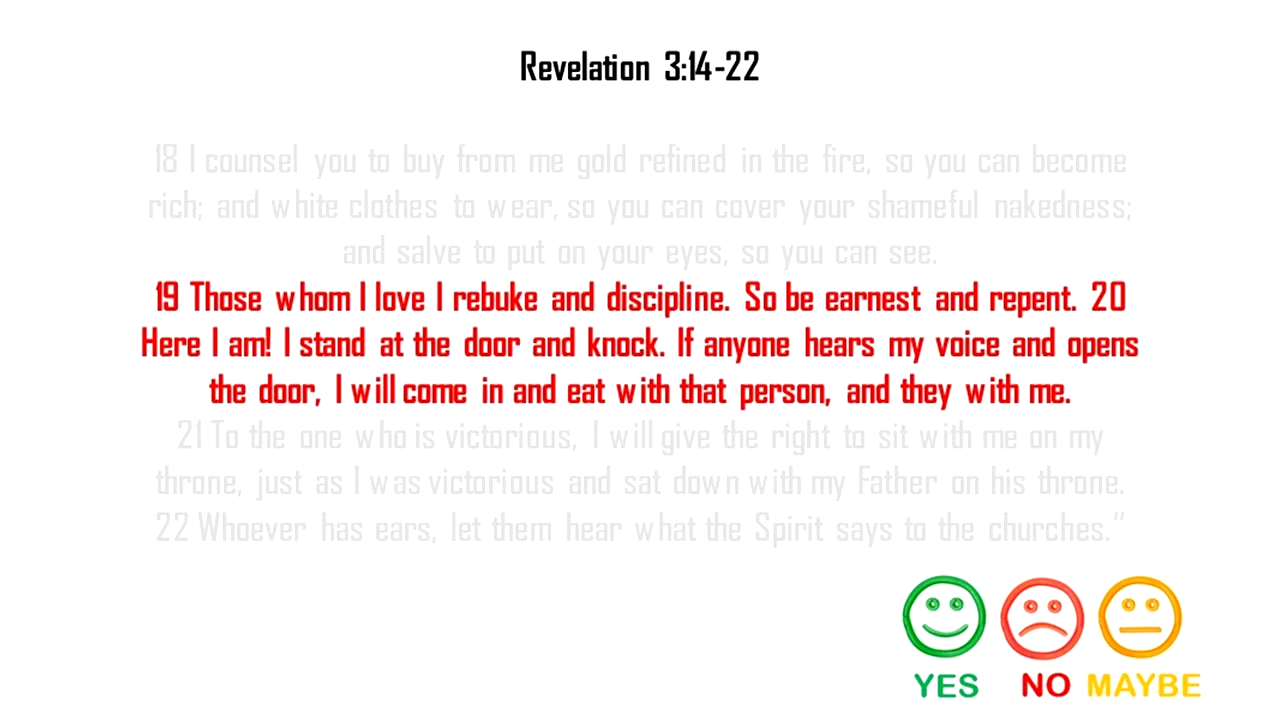 Revelation 3:14-22
18 I counsel you to buy from me gold refined in the fire, so you can become
rich; and white clothes to wear, so you can cover your shameful nakedness;
and salve to put on your eyes, so you can see.
19 Those whom I love I rebuke and discipline. So be earnest and repent. 20
Here I am! I stand at the door and knock. If anyone hears my voice and opens
the door, I will come in and eat with that person, and they with me.
21 To the one who is victorious, I will give the right to sit with me on my
throne, just as I was victorious and sat down with my Father on his throne.
22 Whoever has ears, let them hear what the Spirit says to the churches.”
YES NO MAYBE